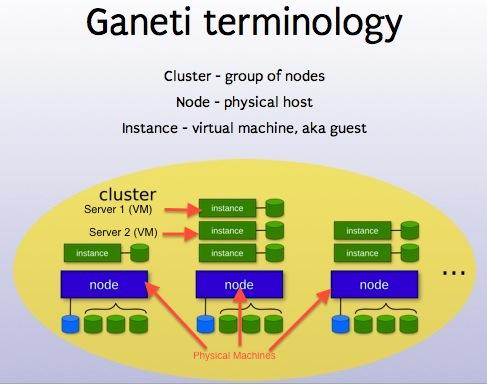 Ganeti terminology
Cluster - group of nodes
Node - physical host
Instance - virtual machine, aka guest
cluster
Server 1 (VM)
instance
Server 2 (VM)
instance
instance
instance
instance
instance
node
node
node
...
Physical Machines